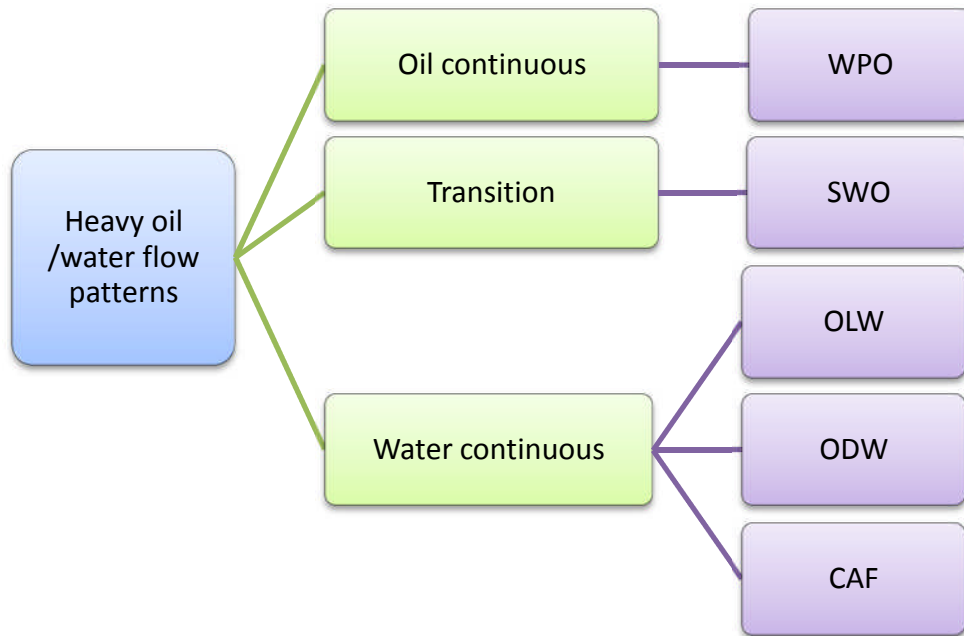 Oil continuous
WPO
Transition
SWO
Heavy oil
/water flow
patterns
OLW
Water continuous
ODW
CAF